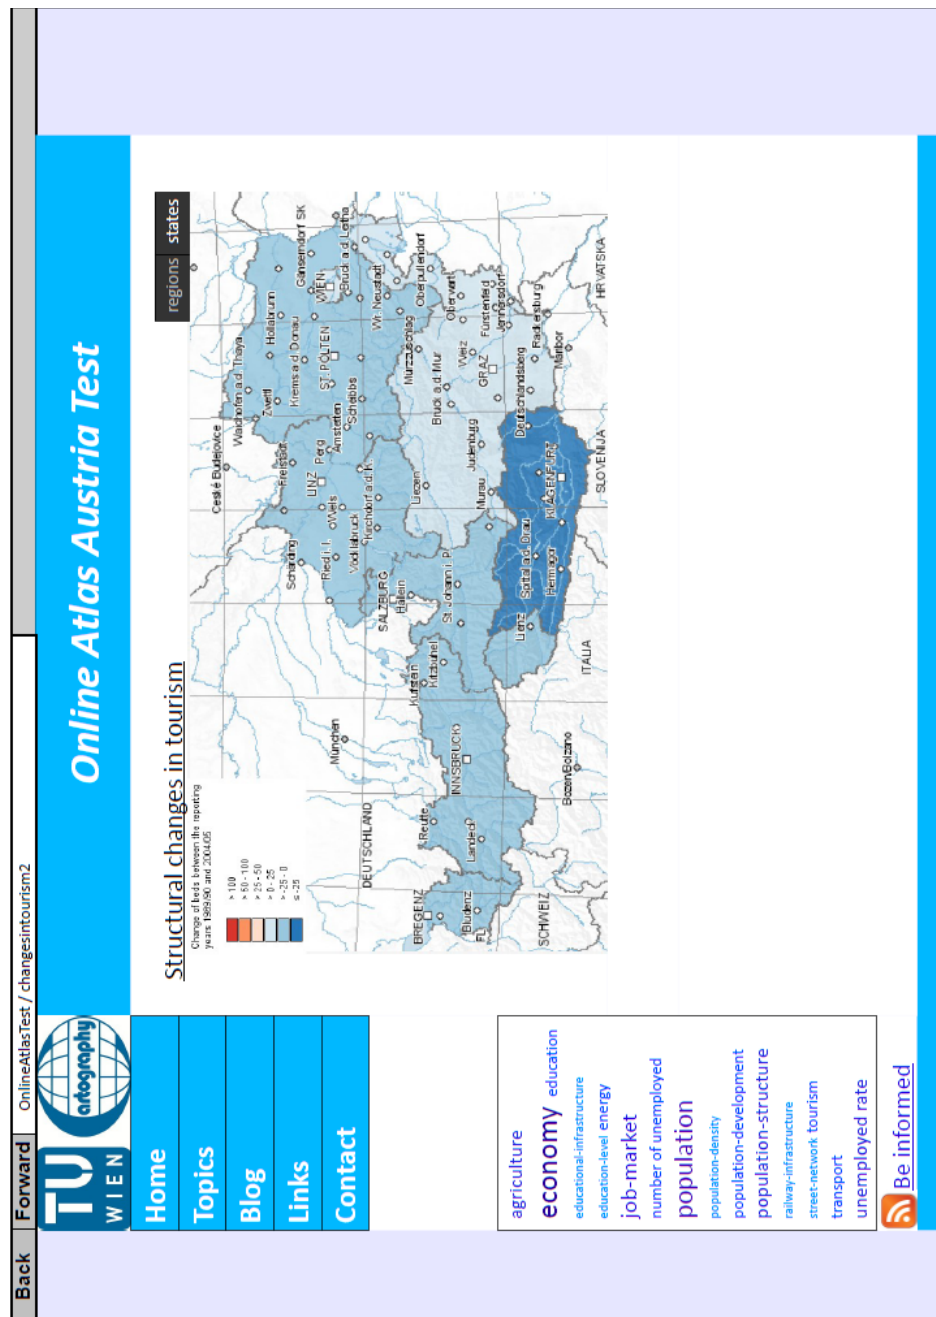 Back Forward OnlineAtlasTest / changesintourism2
TU WIEN
artography
Online Atlas Austria Test
Home
Topics
Blog
Links
Contact
Structural changes in tourism
regions states
Change of beds between the reporting
years 1989/90 and 2004/05
> 100
> 50 - 100
> 25 - 50
> 0 - 25
> -25 - 0
≤ -25
České Budejovice
Waidhofen a.d. Thaya
Zwettl
Hollabrunn
Gänserndorf SK
Freistadt
Krems a.d. Donau
WIEN
Schärding
LINZ
Perg
ST. PÖLTEN
Bruck a.d. Leitha
München
Ried i. I.
Wels
Amstetten
Scheibbs
Vöcklabruck
Kirchdorf a.d. K.
Wr. Neustadt
DEUTSCHLAND
SALZBURG
Hallein
Oberpullendorf
BREGENZ
Reutte
Kufstein
Kitzbühel
St. Johann i. P.
Liezen
Mürzzuschlag
Bruck a.d. Mur
Oberwart
INNSBRUCK
Bludenz
Landeck
Murau
Judenburg
Weiz
GRAZ
Fürstenfeld
Jennersdorf
FL
Lienz
Spittal a.d. Drau
Hermagor
KLAGENFURT
Deutschlandsberg
Radkersburg
SCHWEIZ
Bozen/Bolzano
ITALIA
SLOVENIJA
Maribor
HRVATSKA
agriculture
economy education
educational-infrastructure
education-level energy
job-market
number of unemployed
population
population-density
population-development
population-structure
railway-infrastructure
street-network tourism
transport
unemployed rate
Be informed